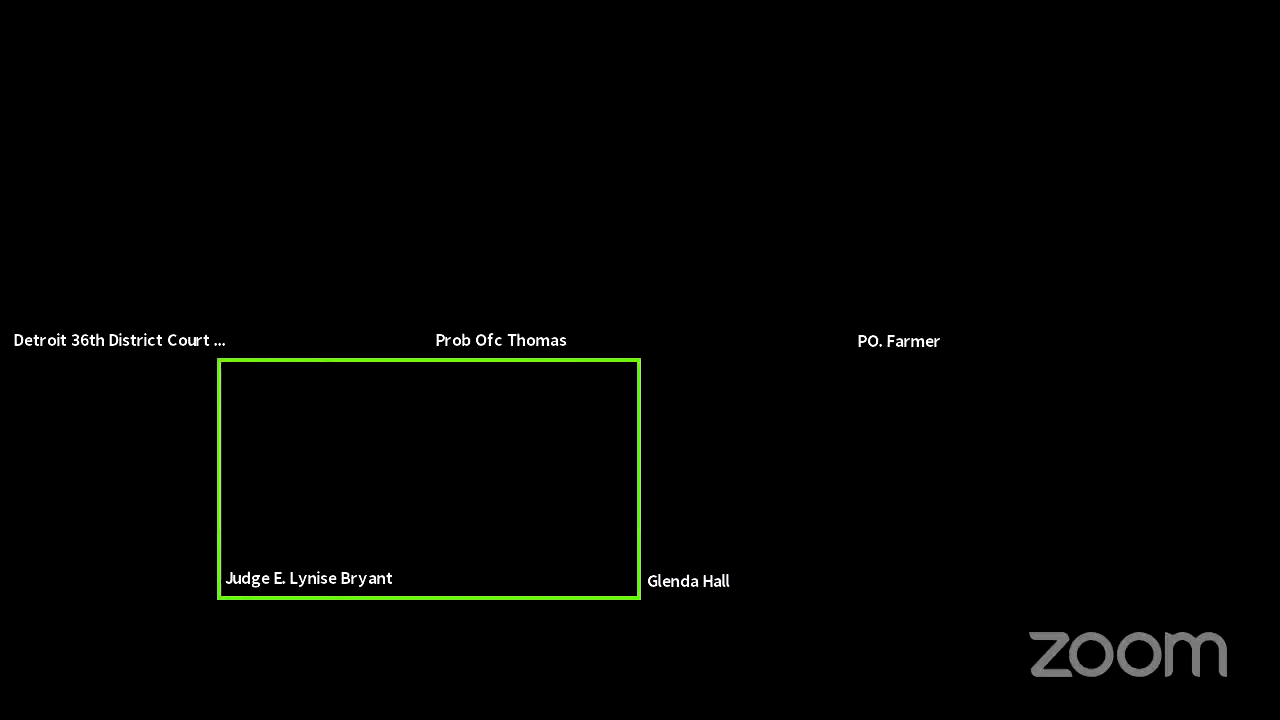 Detroit 36th District Court ...
Prob Ofc Thomas
PO. Farmer
Judge E. Lynise Bryant
Glenda Hall
zoom